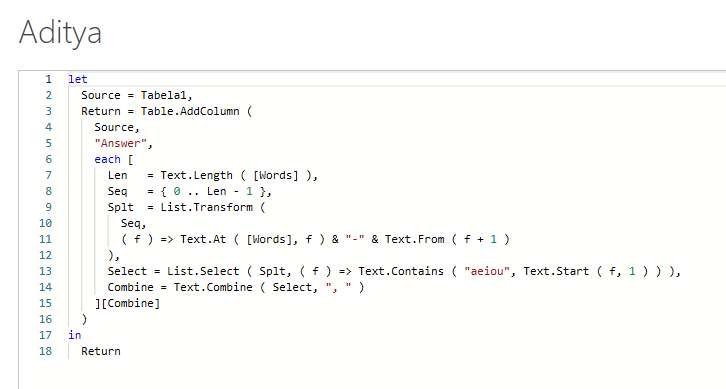 Aditya
1 let
2   Source = Tabela1,
3   Return = Table.AddColumn (
4     Source,
5     "Answer",
6     each [
7       Len   = Text.Length ( [Words] ),
8       Seq   = { 0 .. Len - 1 },
9       Splt  = List.Transform (
10         Seq,
11         ( f ) => Text.At ( [Words], f ) & "-" & Text.From ( f + 1 )
12       ),
13       Select = List.Select ( Splt, ( f ) => Text.Contains ( "aeiou", Text.Start ( f, 1 ) ) ),
14       Combine = Text.Combine ( Select, ", " )
15     ][Combine]
16   )
17 in
18   Return